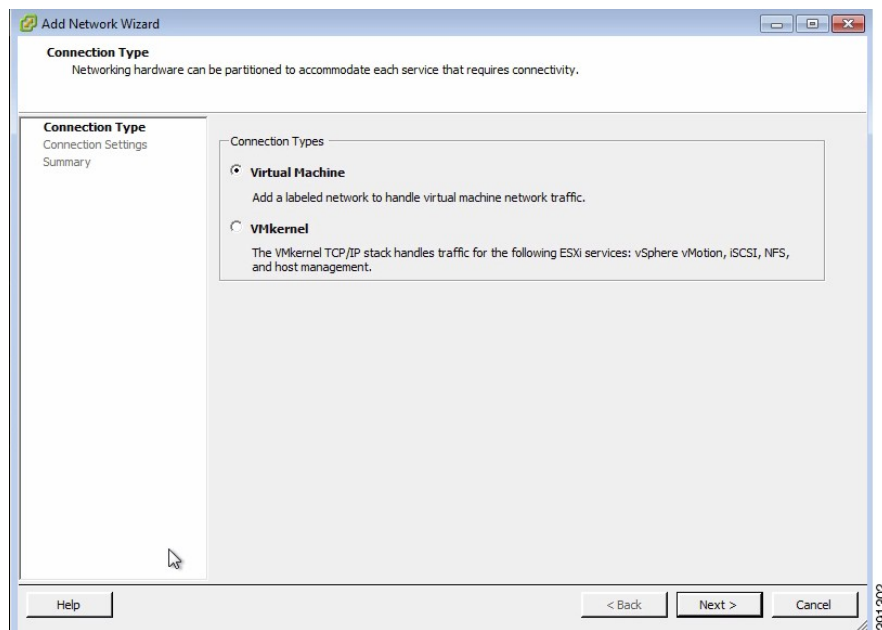 Add Network Wizard
Connection Type
Networking hardware can be partitioned to accommodate each service that requires connectivity.
Connection Type
Connection Settings
Summary
Connection Types
Virtual Machine
Add a labeled network to handle virtual machine network traffic.
VMkernel
The VMkernel TCP/IP stack handles traffic for the following ESXi services: vSphere vMotion, iSCSI, NFS,
and host management.
Help
< Back
Next >
Cancel